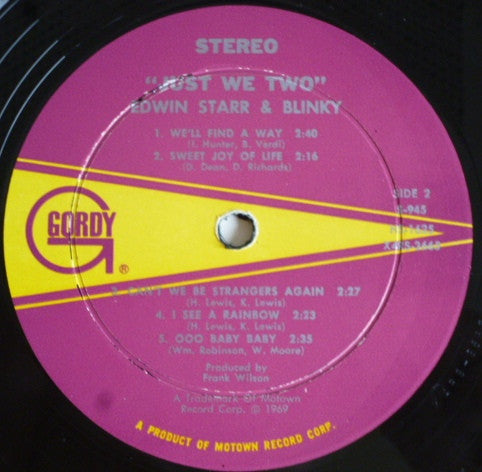 STEREO
"JUST WE TWO"
EDWIN STARR & BLINKY
1. WE'LL FIND A WAY 2:40
(I. Hunter, B. Verdi)
2. SWEET JOY OF LIFE 2:16
(D. Dean, D. Richards)
SIDE 2
S-945
GORDY
®
3. CAN'T WE BE STRANGERS AGAIN 2:27
(H. Lewis, K. Lewis)
4. I SEE A RAINBOW 2:23
(H. Lewis, K. Lewis)
5. OOO BABY BABY 2:35
(Wm. Robinson, W. Moore)
Produced by
Frank Wilson
A Trademark Of Motown
Record Corp. © 1969
A PRODUCT OF MOTOWN RECORD CORP.